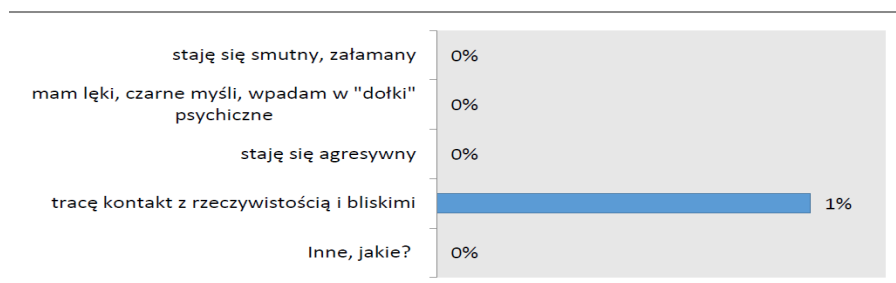 staję się smutny, załamany 0%
mam lęki, czarne myśli, wpadam w "dołki"
psychiczne 0%
staję się agresywny 0%
tracę kontakt z rzeczywistością i bliskimi 1%
Inne, jakie? 0%